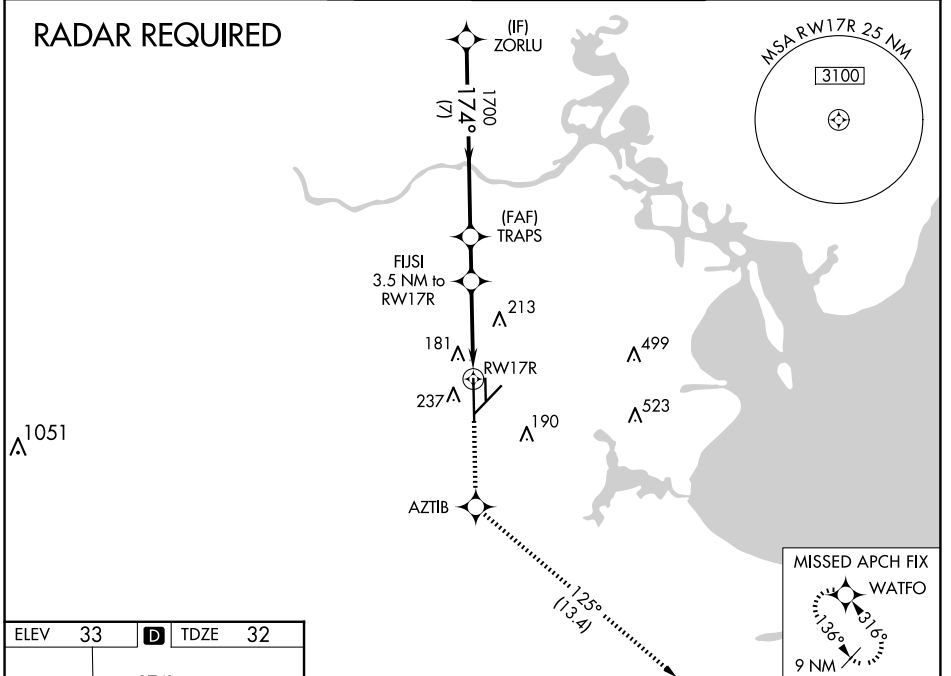 RADAR REQUIRED
(IF)
ZORLU
MSA RW17R 25 NM
3100
1700
174°
(7)
(FAF)
TRAPS
FIJSI
3.5 NM to
RW17R
213
181
499
RW17R
237
523
190
1051
AZTIB
125°
(13.4)
MISSED APCH FIX
WATFO
136°
316°
9 NM
ELEV 33 D TDZE 32